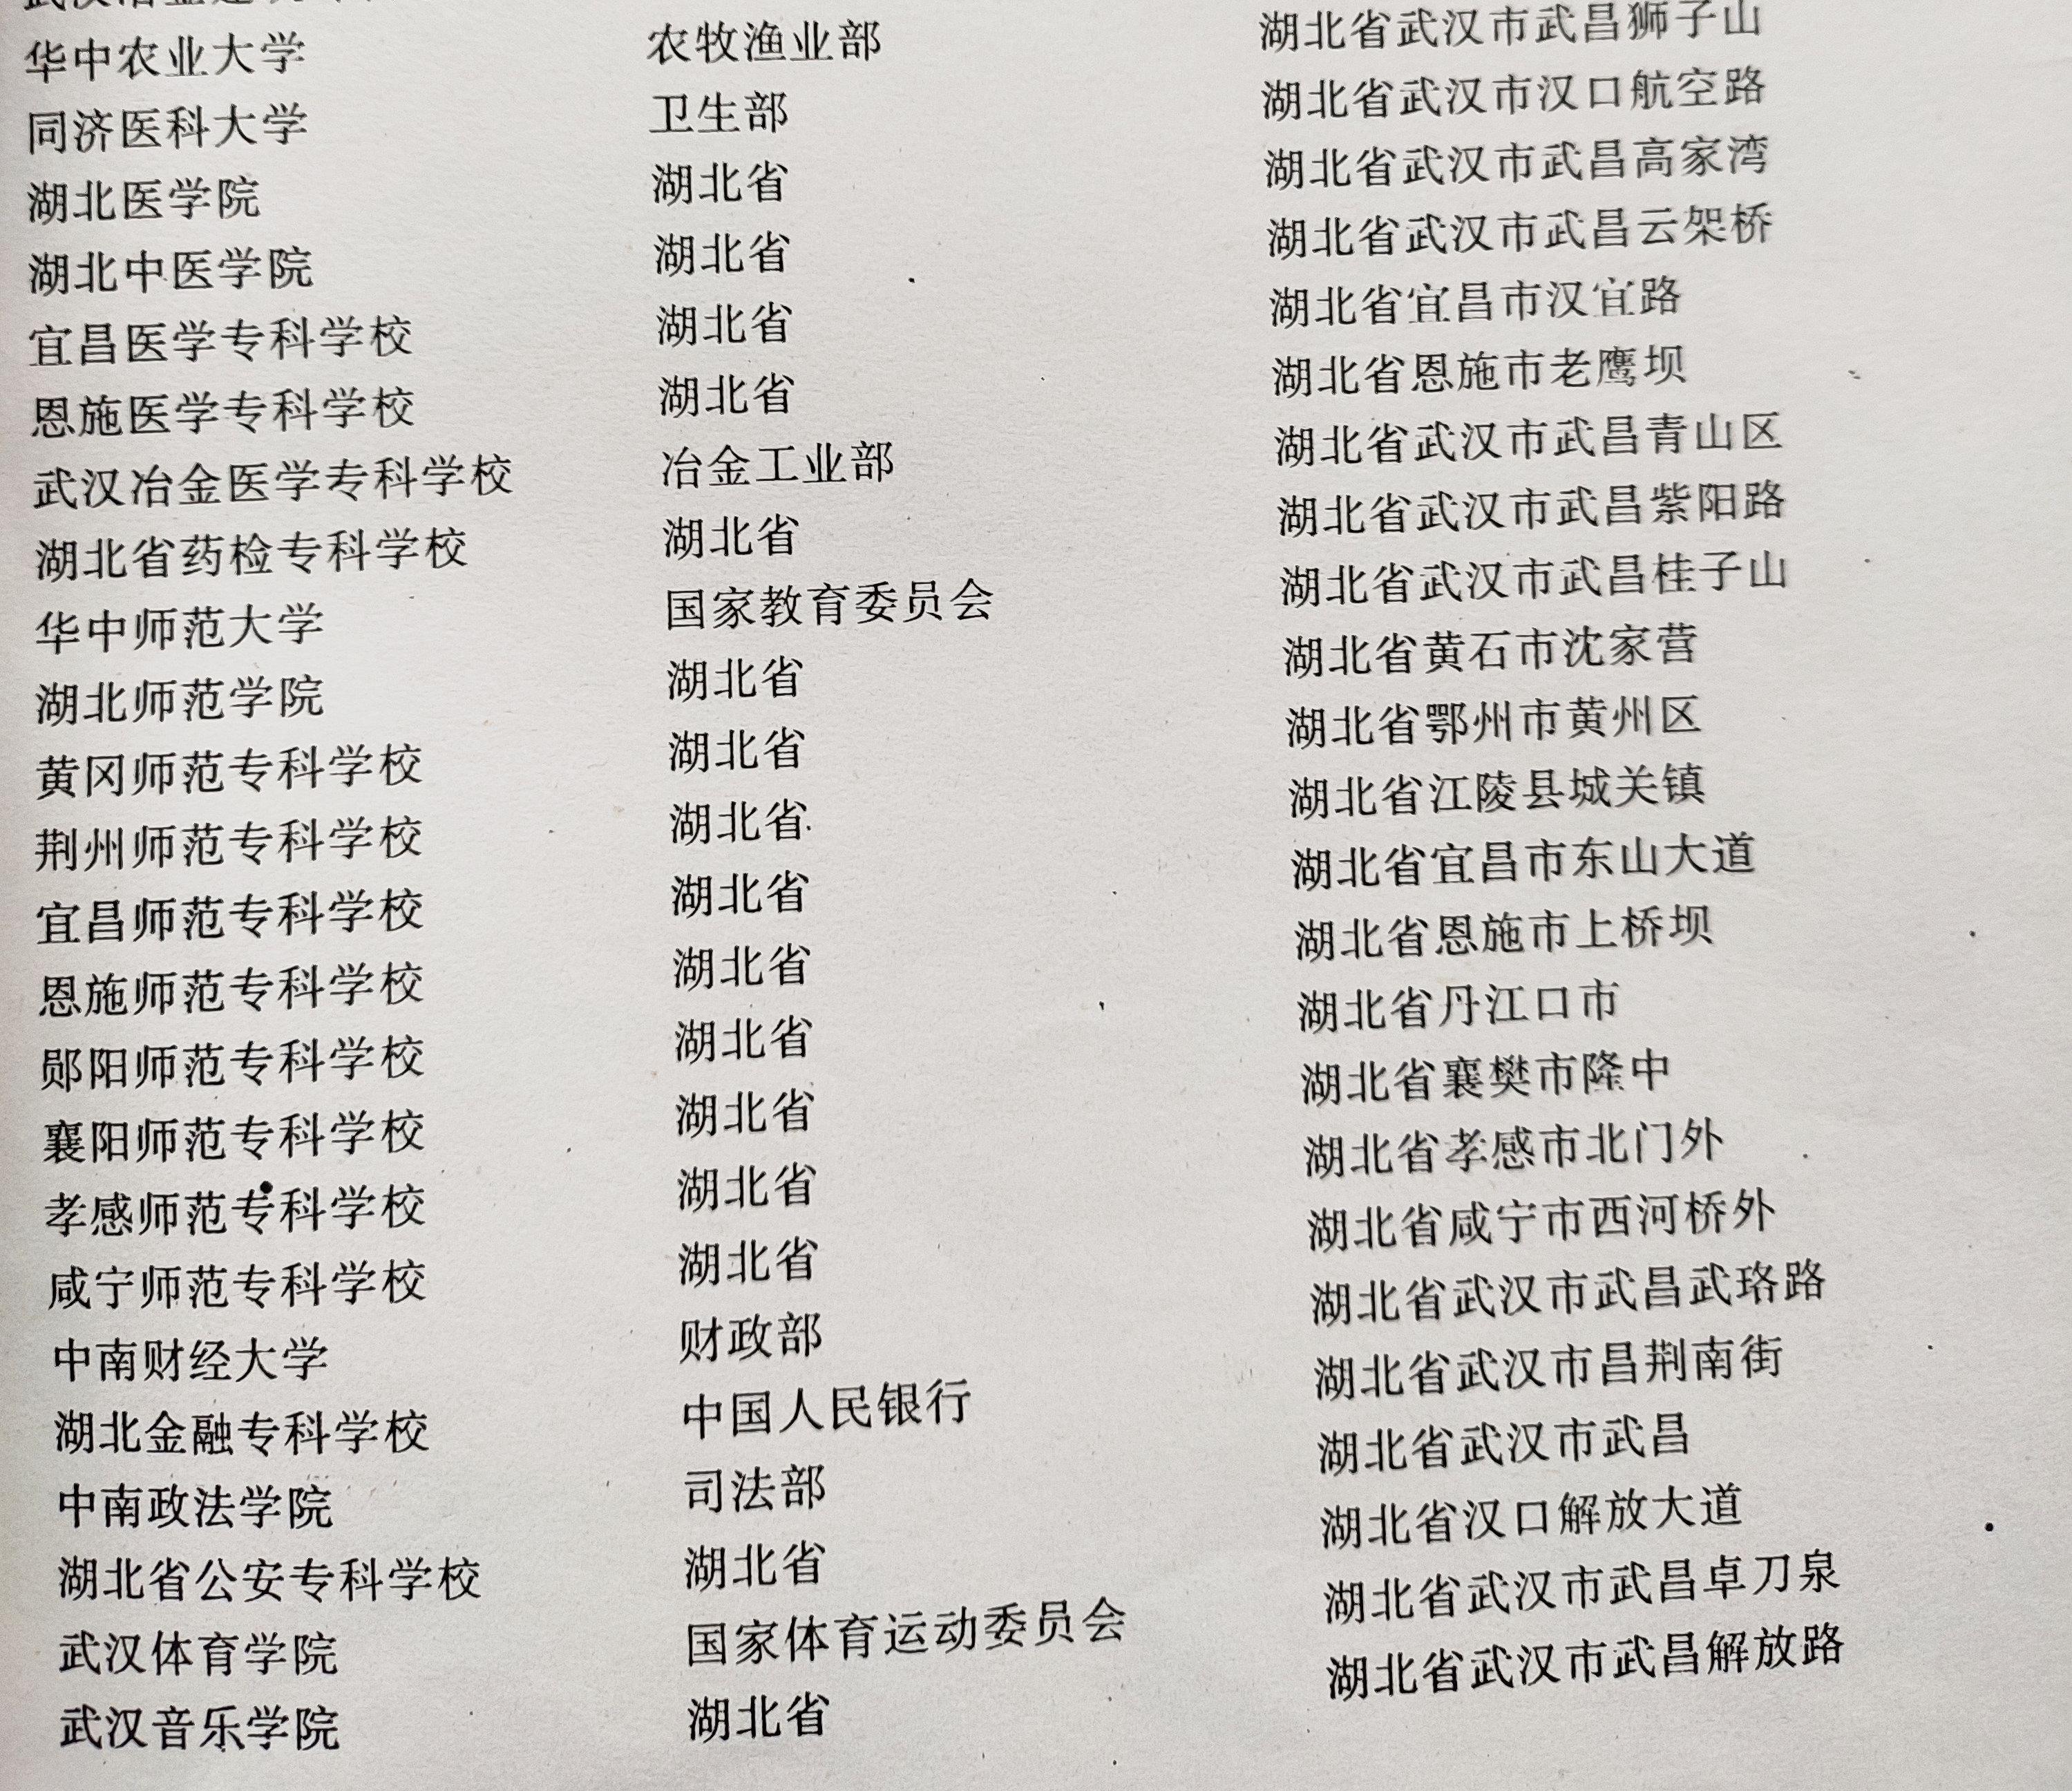 华中农业大学 农牧渔业部 湖北省武汉市武昌狮子山
同济医科大学 卫生部 湖北省武汉市汉口航空路
湖北医学院 湖北省 湖北省武汉市武昌高家湾
湖北中医学院 湖北省 湖北省武汉市武昌云架桥
宜昌医学专科学校 湖北省 湖北省宜昌市汉宜路
恩施医学专科学校 湖北省 湖北省恩施市老鹰坝
武汉冶金医学专科学校 冶金工业部 湖北省武汉市武昌青山区
湖北省药检专科学校 湖北省 湖北省武汉市武昌紫阳路
华中师范大学 国家教育委员会 湖北省武汉市武昌桂子山
湖北师范学院 湖北省 湖北省黄石市沈家营
黄冈师范专科学校 湖北省 湖北省鄂州市黄州区
荆州师范专科学校 湖北省 湖北省江陵县城关镇
宜昌师范专科学校 湖北省 湖北省宜昌市东山大道
恩施师范专科学校 湖北省 湖北省恩施市上桥坝
郧阳师范专科学校 湖北省 湖北省丹江口市
襄阳师范专科学校 湖北省 湖北省襄樊市隆中
孝感师范专科学校 湖北省 湖北省孝感市北门外
咸宁师范专科学校 湖北省 湖北省咸宁市西河桥外
中南财经大学 财政部 湖北省武汉市武昌武珞路
湖北金融专科学校 中国人民银行 湖北省武汉市昌荆南街
中南政法学院 司法部 湖北省武汉市武昌
湖北省公安专科学校 湖北省 湖北省汉口解放大道
武汉体育学院 国家体育运动委员会 湖北省武汉市武昌卓刀泉
武汉音乐学院 湖北省 湖北省武汉市武昌解放路